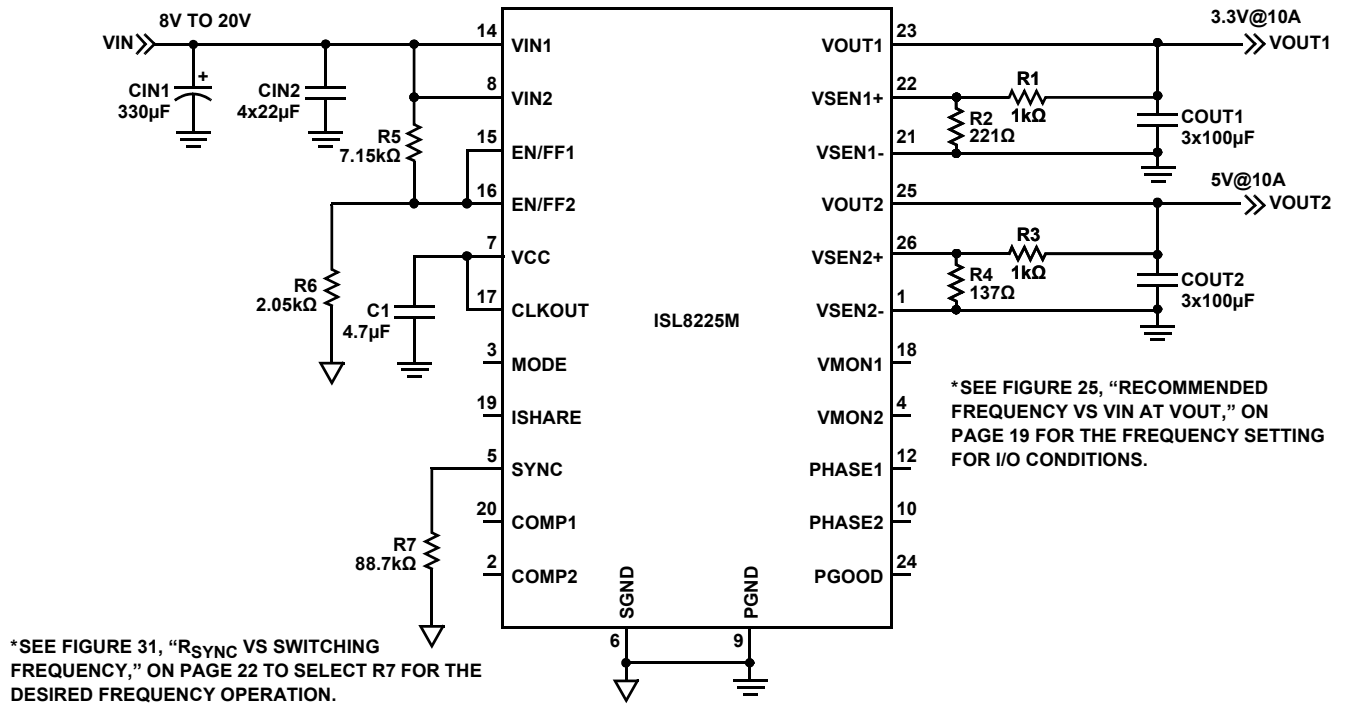 8V TO 20V
VIN
CIN1
330µF
+
CIN2
4x22µF
R5
7.15kΩ
R6
2.05kΩ
C1
4.7µF
R7
88.7kΩ
14
VIN1
8
VIN2
15
EN/FF1
16
EN/FF2
7
VCC
17
CLKOUT
3
MODE
19
ISHARE
5
SYNC
20
COMP1
2
COMP2
ISL8225M
SGND
6
PGND
9
VOUT1
23
VSEN1+
22
VSEN1-
21
VOUT2
25
VSEN2+
26
VSEN2-
1
VMON1
18
VMON2
4
PHASE1
12
PHASE2
10
PGOOD
24
3.3V@10A
VOUT1
R1
1kΩ
R2
221Ω
COUT1
3x100µF
5V@10A
VOUT2
R3
1kΩ
R4
137Ω
COUT2
3x100µF
*SEE FIGURE 25, “RECOMMENDED
FREQUENCY VS VIN AT VOUT,” ON
PAGE 19 FOR THE FREQUENCY SETTING
FOR I/O CONDITIONS.
*SEE FIGURE 31, “RSYNC VS SWITCHING
FREQUENCY,” ON PAGE 22 TO SELECT R7 FOR THE
DESIRED FREQUENCY OPERATION.